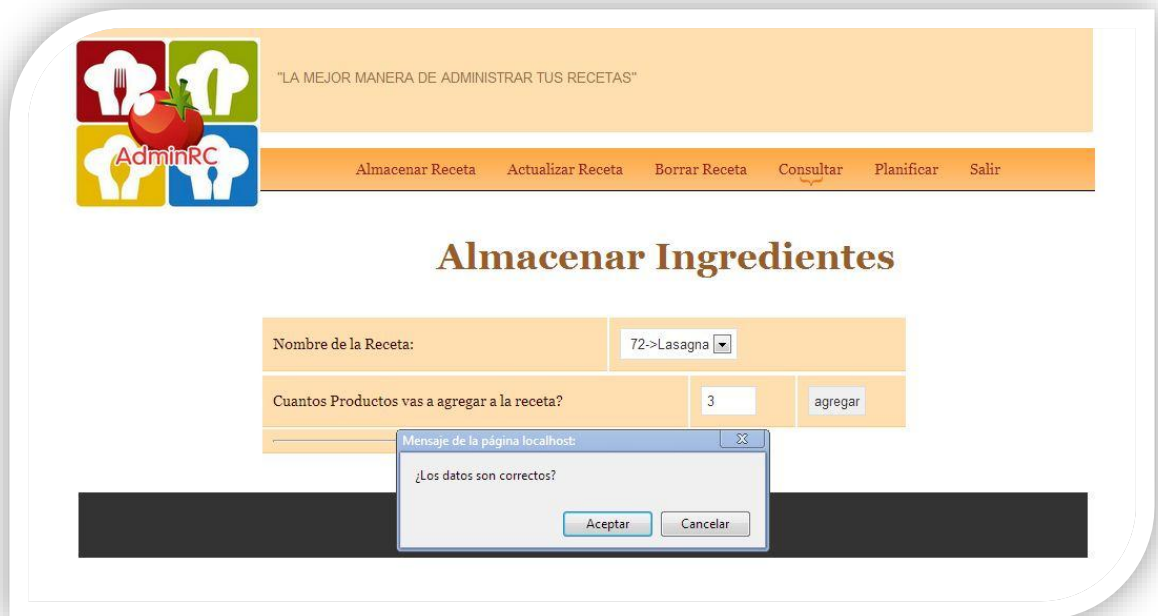 "LA MEJOR MANERA DE ADMINISTRAR TUS RECETAS"
AdminRC
Almacenar Receta Actualizar Receta Borrar Receta Consultar Planificar Salir
Almacenar Ingredientes
Nombre de la Receta: 72->Lasagna
Cuantos Productos vas a agregar a la receta? 3 agregar
Mensaje de la página localhost:
¿Los datos son correctos?
Aceptar Cancelar